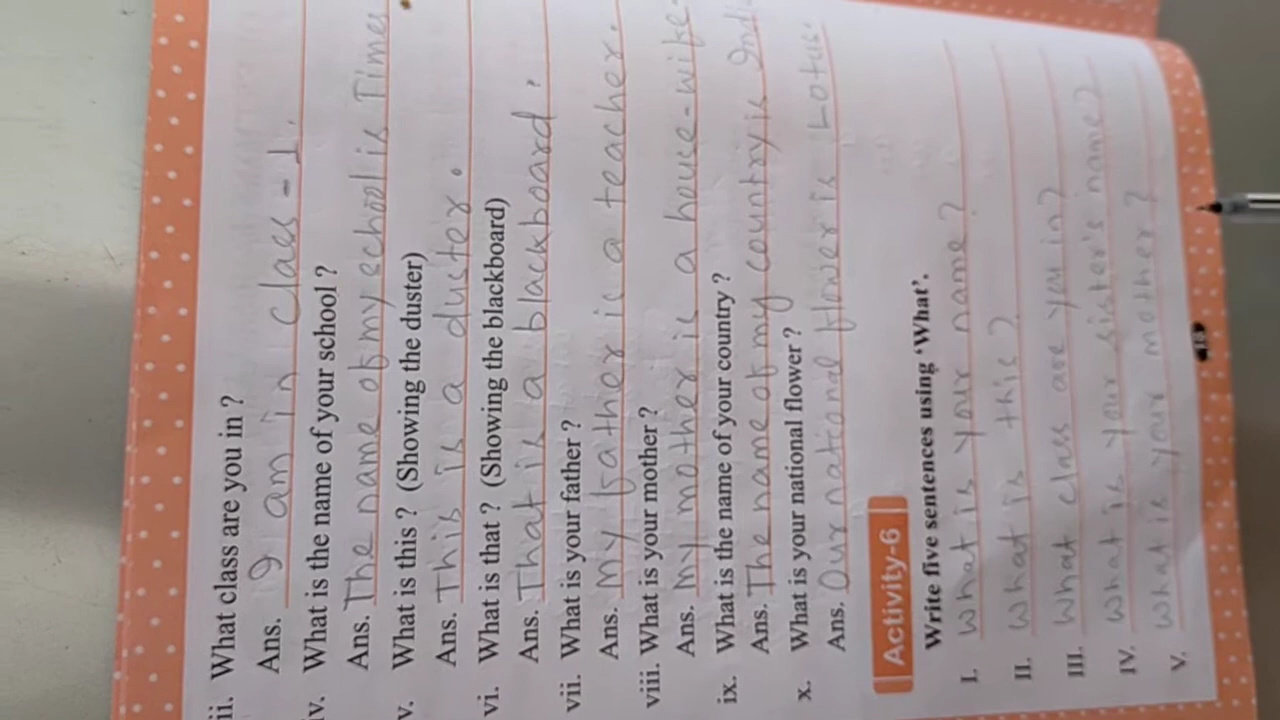 ii. What class are you in ?
Ans. I am in class - 1.
iv. What is the name of your school ?
Ans. The name of my school is Times
v. What is this ? (Showing the duster)
Ans. This is a duster.
vi. What is that ? (Showing the blackboard)
Ans. That is a blackboard.
vii. What is your father ?
Ans. My father is a teacher.
viii. What is your mother ?
Ans. My mother is a house-wife.
ix. What is the name of your country ?
Ans. The name of my country is Indi
x. What is your national flower ?
Ans. Our national flower is Lotus.
Activity-6
Write five sentences using ‘What’.
I. What is your name?
II. What is this?
III. What class are you in?
IV. What is your sister's name?
V. What is your mother?